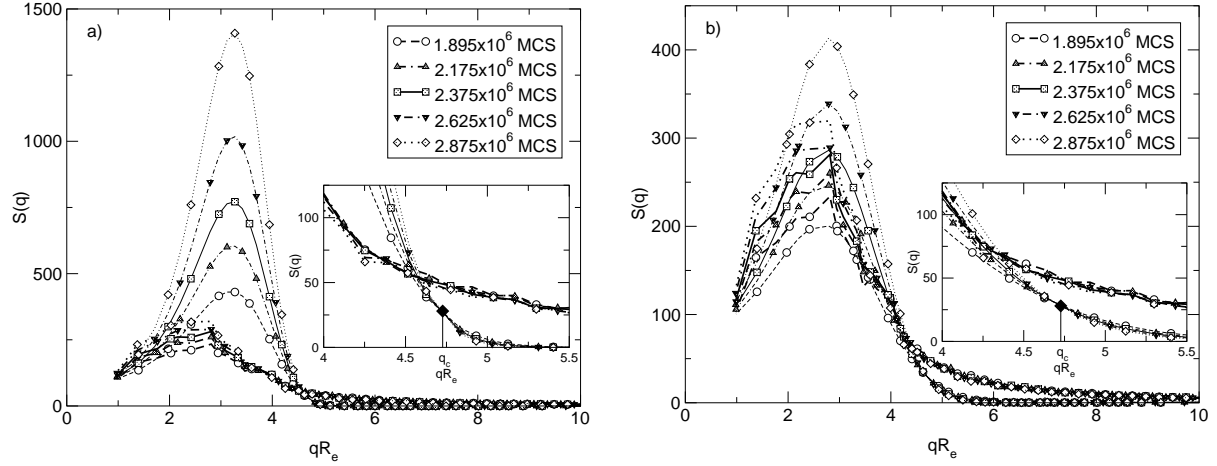 a)
1500
1000
500
0
S(q)
0 2 4 6 8 10
qR_e
1.895x10^6 MCS
2.175x10^6 MCS
2.375x10^6 MCS
2.625x10^6 MCS
2.875x10^6 MCS
100
50
0
S(q)
4 4.5 5 5.5
q_c
qR_e
b)
400
300
200
100
0
S(q)
0 2 4 6 8 10
qR_e
1.895x10^6 MCS
2.175x10^6 MCS
2.375x10^6 MCS
2.625x10^6 MCS
2.875x10^6 MCS
100
50
0
S(q)
4 4.5 5 5.5
q_c
qR_e